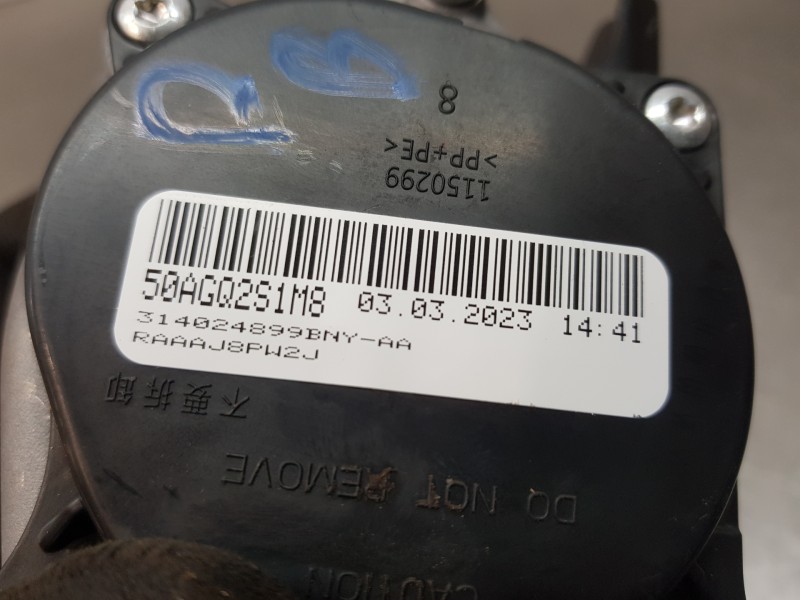 8
>PP+PE<
1150299
50AGQ2S1M8 03.03.2023 14:41
314024899BNY-AA
RAAAJ8PW2J
不要拆卸
DO NOT REMOVE
CAUTION